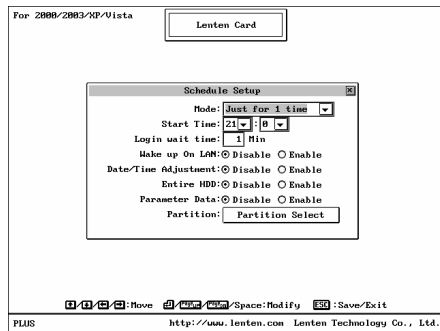 For 2000/2003/XP/Vista
Lenten Card
Schedule Setup
Mode: Just for 1 time
Start Time: 21 : 0
Login wait time: 1 Min
Wake up On LAN: Disable Enable
Date/Time Adjustment: Disable Enable
Entire HDD: Disable Enable
Parameter Data: Disable Enable
Partition: Partition Select
/ / / :Move / / /Space:Modify ESC :Save/Exit
PLUS http://www.lenten.com Lenten Technology Co., Ltd.